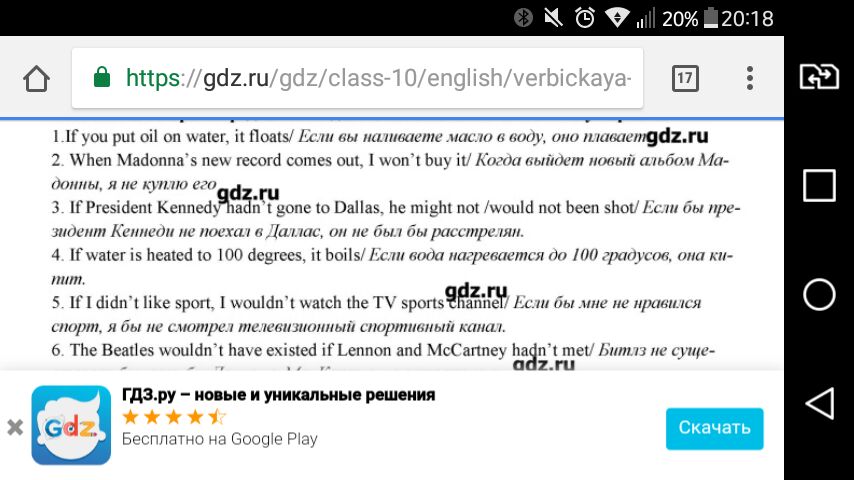 20% 20:18
https://gdz.ru/gdz/class-10/english/verbickaya-
17
1.If you put oil on water, it floats/ Если вы наливаете масло в воду, оно плавает
gdz.ru
2. When Madonna's new record comes out, I won't buy it/ Когда выйдет новый альбом Ма-
донны, я не куплю его
gdz.ru
3. If President Kennedy hadn't gone to Dallas, he might not /would not been shot/ Если бы пре-
зидент Кеннеди не поехал в Даллас, он не был бы расстрелян.
4. If water is heated to 100 degrees, it boils/ Если вода нагревается до 100 градусов, она ки-
пит.
gdz.ru
5. If I didn't like sport, I wouldn't watch the TV sports channel/ Если бы мне не нравился
спорт, я бы не смотрел телевизионный спортивный канал.
6. The Beatles wouldn't have existed if Lennon and McCartney hadn't met/ Битлз не суще-
gdz.ru
Gdz
ГДЗ.ру – новые и уникальные решения
Бесплатно на Google Play
Скачать